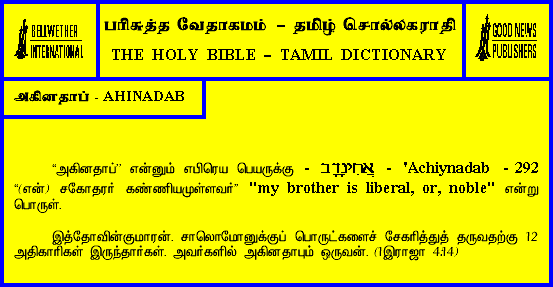 BELLWETHER
INTERNATIONAL
பரிசுத்த வேதாகமம் – தமிழ் சொல்லகராதி
THE HOLY BIBLE – TAMIL DICTIONARY
GOOD NEWS
PUBLISHERS
அகினதாப் - AHINADAB
“அகினதாப்” என்னும் எபிரெய பெயருக்கு - אֲחִינָדָב - 'Achiynadab - 292
“(என்) சகோதரர் கண்ணியமுள்ளவர்” "my brother is liberal, or, noble" என்று
பொருள்.
இத்தோவின்குமாரன். சாலொமோனுக்குப் பொருட்களைச் சேகரித்துத் தருவதற்கு 12
அதிகாரிகள் இருந்தார்கள். அவர்களில் அகினதாபும் ஒருவன். (1இராஜா 4:14)